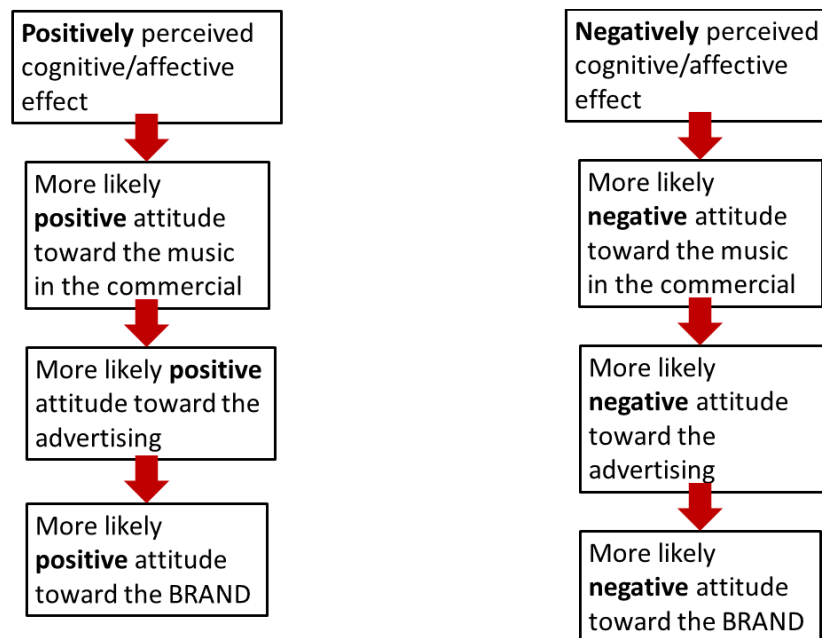 Positively perceived
cognitive/affective
effect
More likely
positive attitude
toward the music
in the commercial
More likely positive
attitude toward the
advertising
More likely
positive attitude
toward the BRAND
Negatively perceived
cognitive/affective
effect
More likely
negative attitude
toward the music
in the commercial
More likely
negative attitude
toward the
advertising
More likely
negative attitude
toward the BRAND